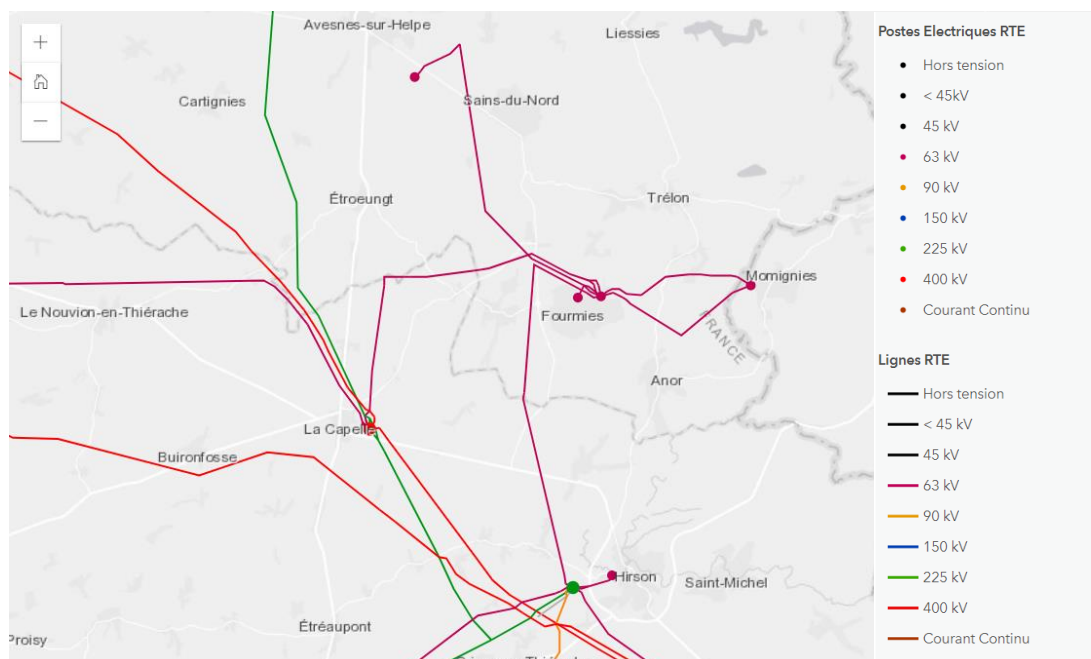 +
−
Avesnes-sur-Helpe
Liessies
Cartignies
Sains-du-Nord
Étroeungt
Trélon
Momignies
Le Nouvion-en-Thiérache
Fourmies
RANCE
Anor
La Capelle
Buironfosse
Hirson
Saint-Michel
Étréaupont
Proisy
Postes Electriques RTE
Hors tension
< 45kV
45 kV
63 kV
90 kV
150 kV
225 kV
400 kV
Courant Continu
Lignes RTE
Hors tension
< 45 kV
45 kV
63 kV
90 kV
150 kV
225 kV
400 kV
Courant Continu